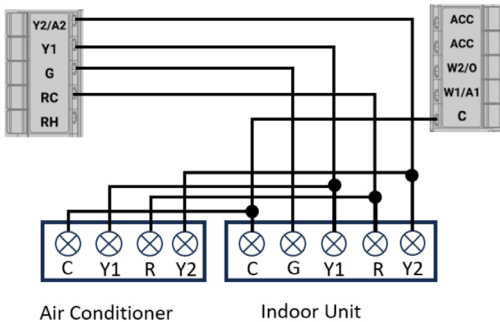 Y2/A2
Y1
G
RC
RH
ACC
ACC
W2/O
W1/A1
C
C Y1 R Y2
C G Y1 R Y2
Air Conditioner
Indoor Unit